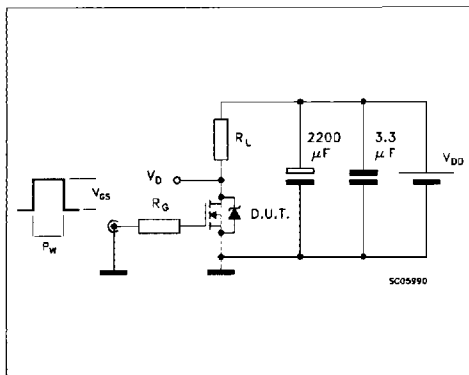 2200
μF
3.3
μF
R_L
V_DD
V_D
V_GS
R_G
D.U.T.
P_W
SC05990